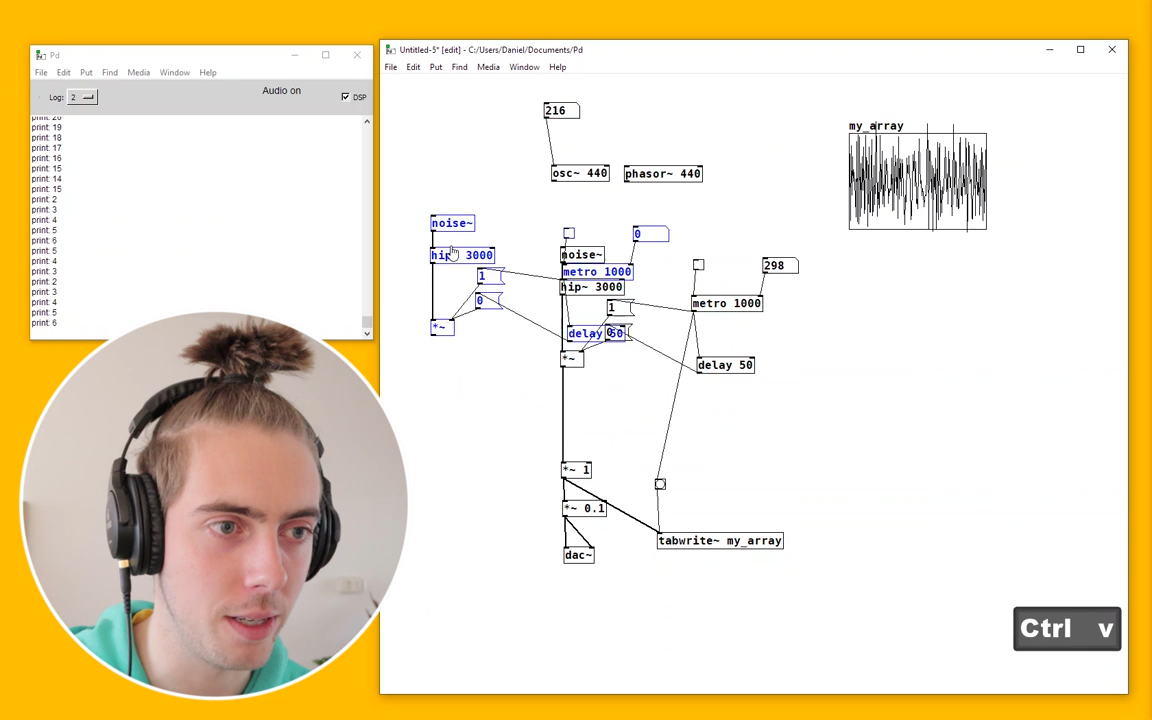 Pd
File Edit Put Find Media Window Help
Audio on
Log: 2 DSP
print: 20
print: 19
print: 18
print: 17
print: 16
print: 15
print: 14
print: 15
print: 2
print: 3
print: 4
print: 5
print: 6
print: 5
print: 4
print: 3
print: 2
print: 3
print: 4
print: 5
print: 6
Untitled-5* [edit] - C:/Users/Daniel/Documents/Pd
File Edit Put Find Media Window Help
216
my_array
osc~ 440 phasor~ 440
noise~
0
hip~ 3000
noise~
298
metro 1000
1
hip~ 3000
0
1
metro 1000
*~
delay 50
0
*~
delay 50
*~ 1
*~ 0.1
tabwrite~ my_array
dac~
Ctrl v